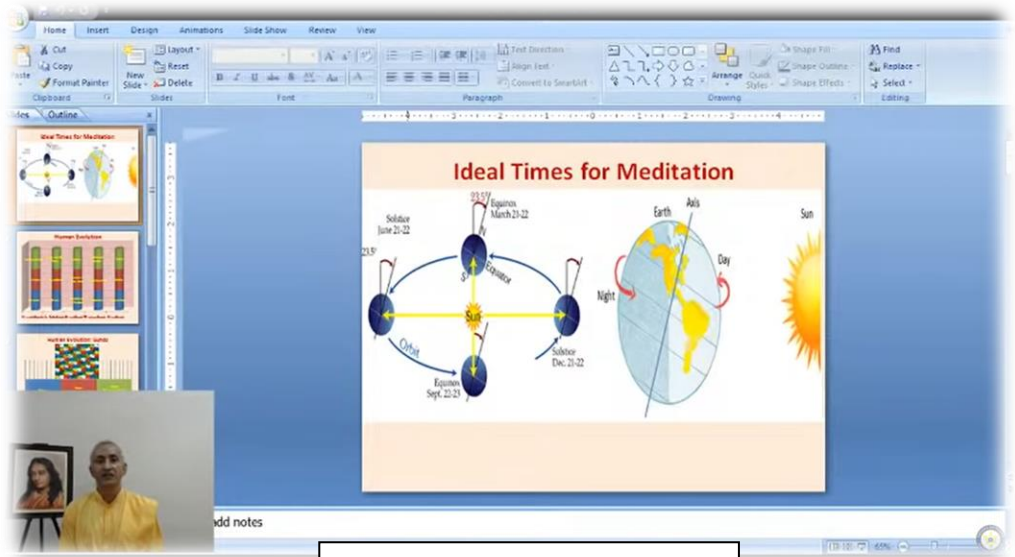 Home Insert Design Animations Slide Show Review View
Cut
Copy
Format Painter
Clipboard
New
Slide
Layout
Reset
Delete
Slides
Font
Text Direction
Align Text
Convert to SmartArt
Paragraph
Arrange
Quick
Styles
Shape Fill
Shape Outline
Shape Effects
Drawing
Find
Replace
Select
Editing
Outline
Ideal Times for Meditation
Human Evolution
Ideal Times for Meditation
23.5°
Equinox
March 21-22
Solstice
June 21-22
23.5°
N
S
Equator
Sun
Orbit
Solstice
Dec. 21-22
Equinox
Sept. 22-23
Earth
Axis
Day
Night
Sun
add notes
65%